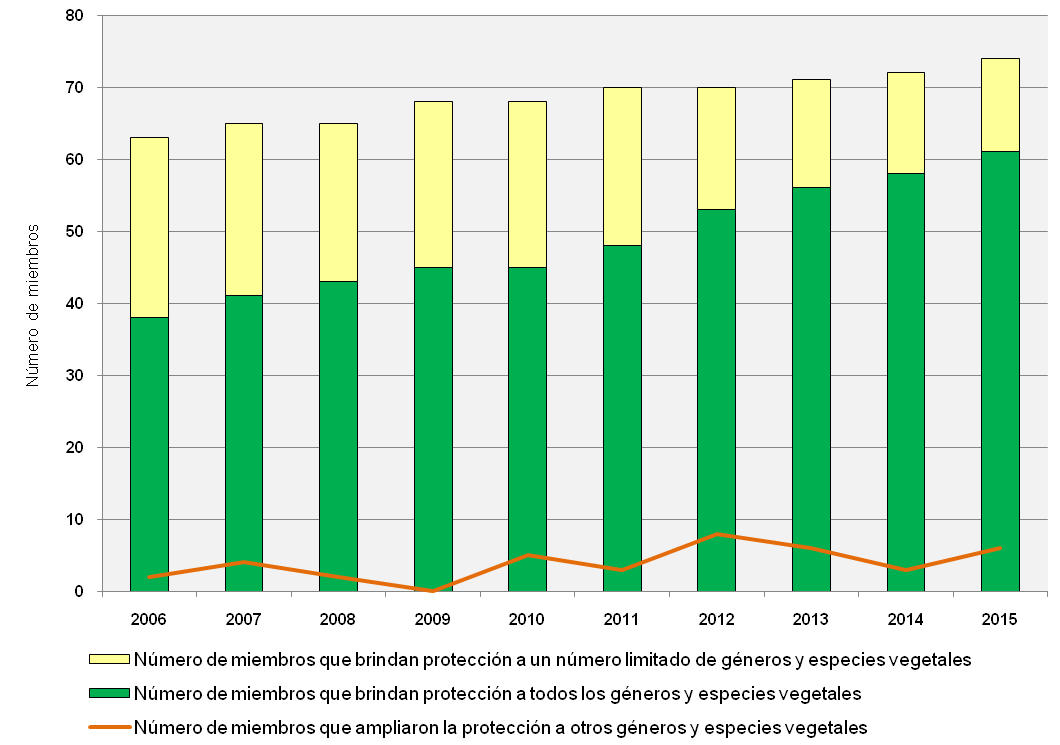 80
70
60
50
40
30
20
10
0
Número de miembros
2006 2007 2008 2009 2010 2011 2012 2013 2014 2015
Número de miembros que brindan protección a un número limitado de géneros y especies vegetales
Número de miembros que brindan protección a todos los géneros y especies vegetales
Número de miembros que ampliaron la protección a otros géneros y especies vegetales